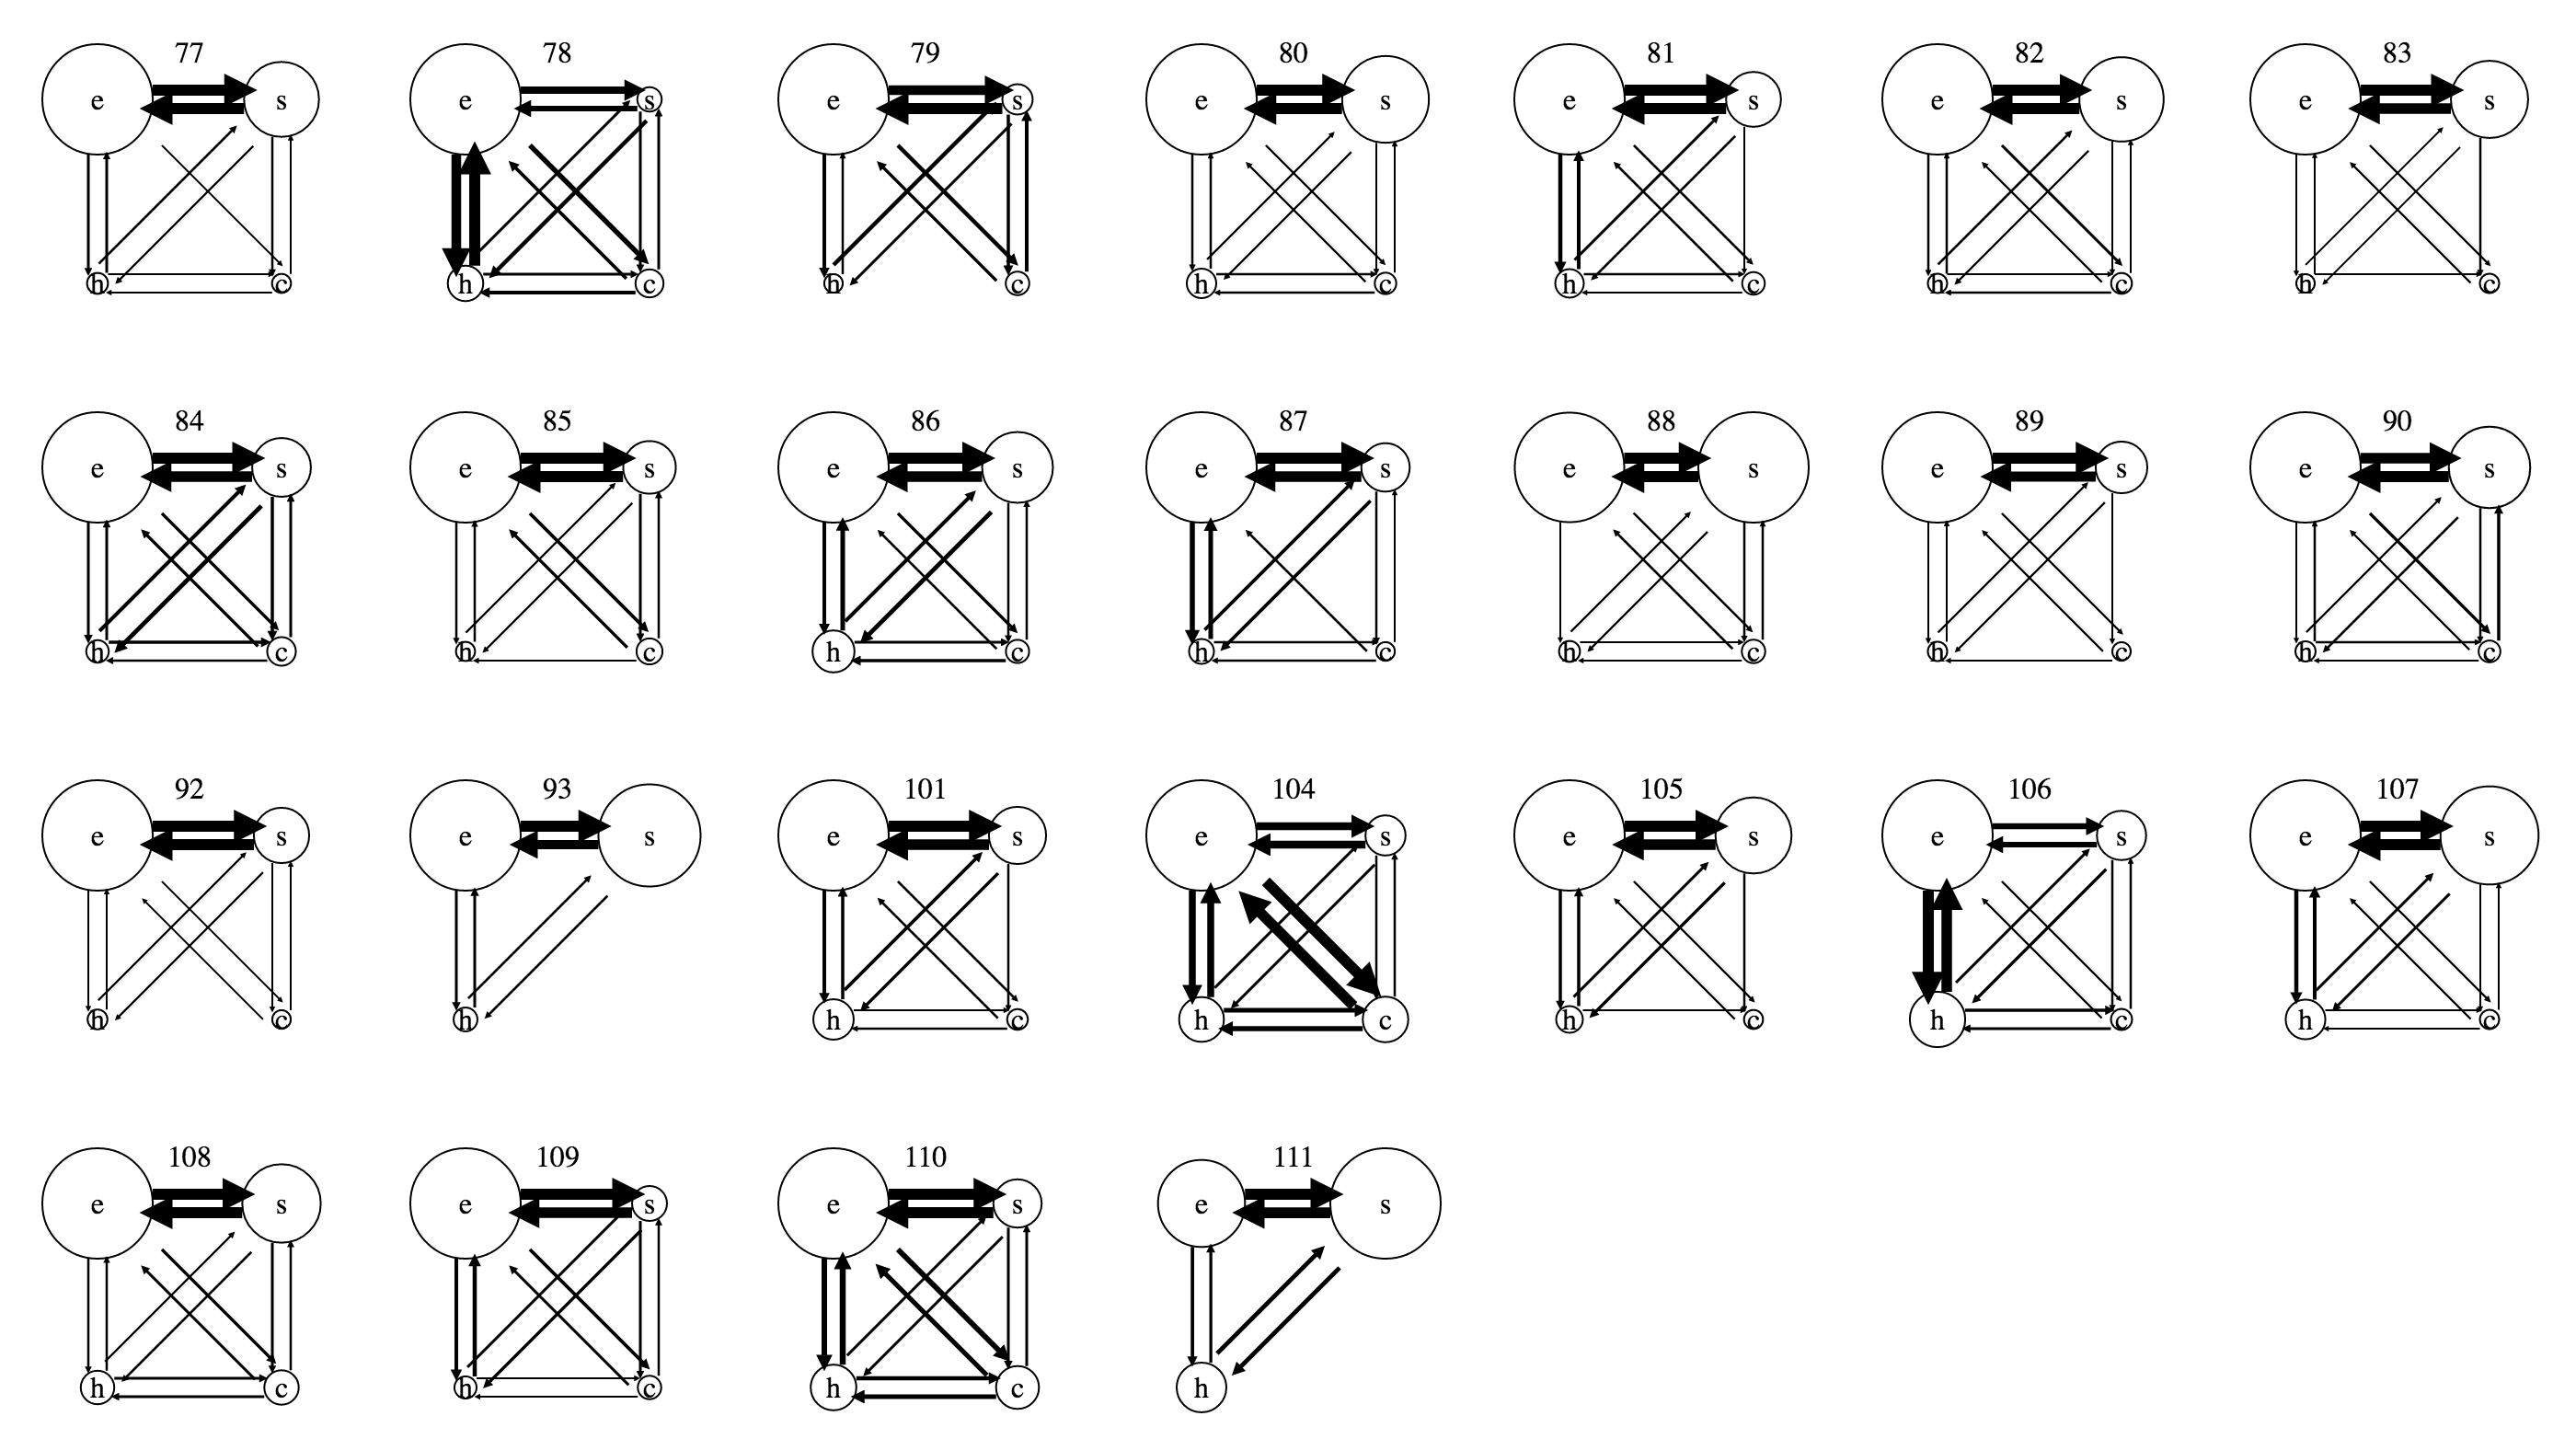 77 78 79 80 81 82 83
e s e s e s e s e s e s e s
h c h c h c h c h c h c h c
84 85 86 87 88 89 90
e s e s e s e s e s e s e s
h c h c h c h c h c h c h c
92 93 101 104 105 106 107
e s e s e s e s e s e s e s
h c h h c h c h c h c h c
108 109 110 111
e s e s e s e s
h c h c h c h